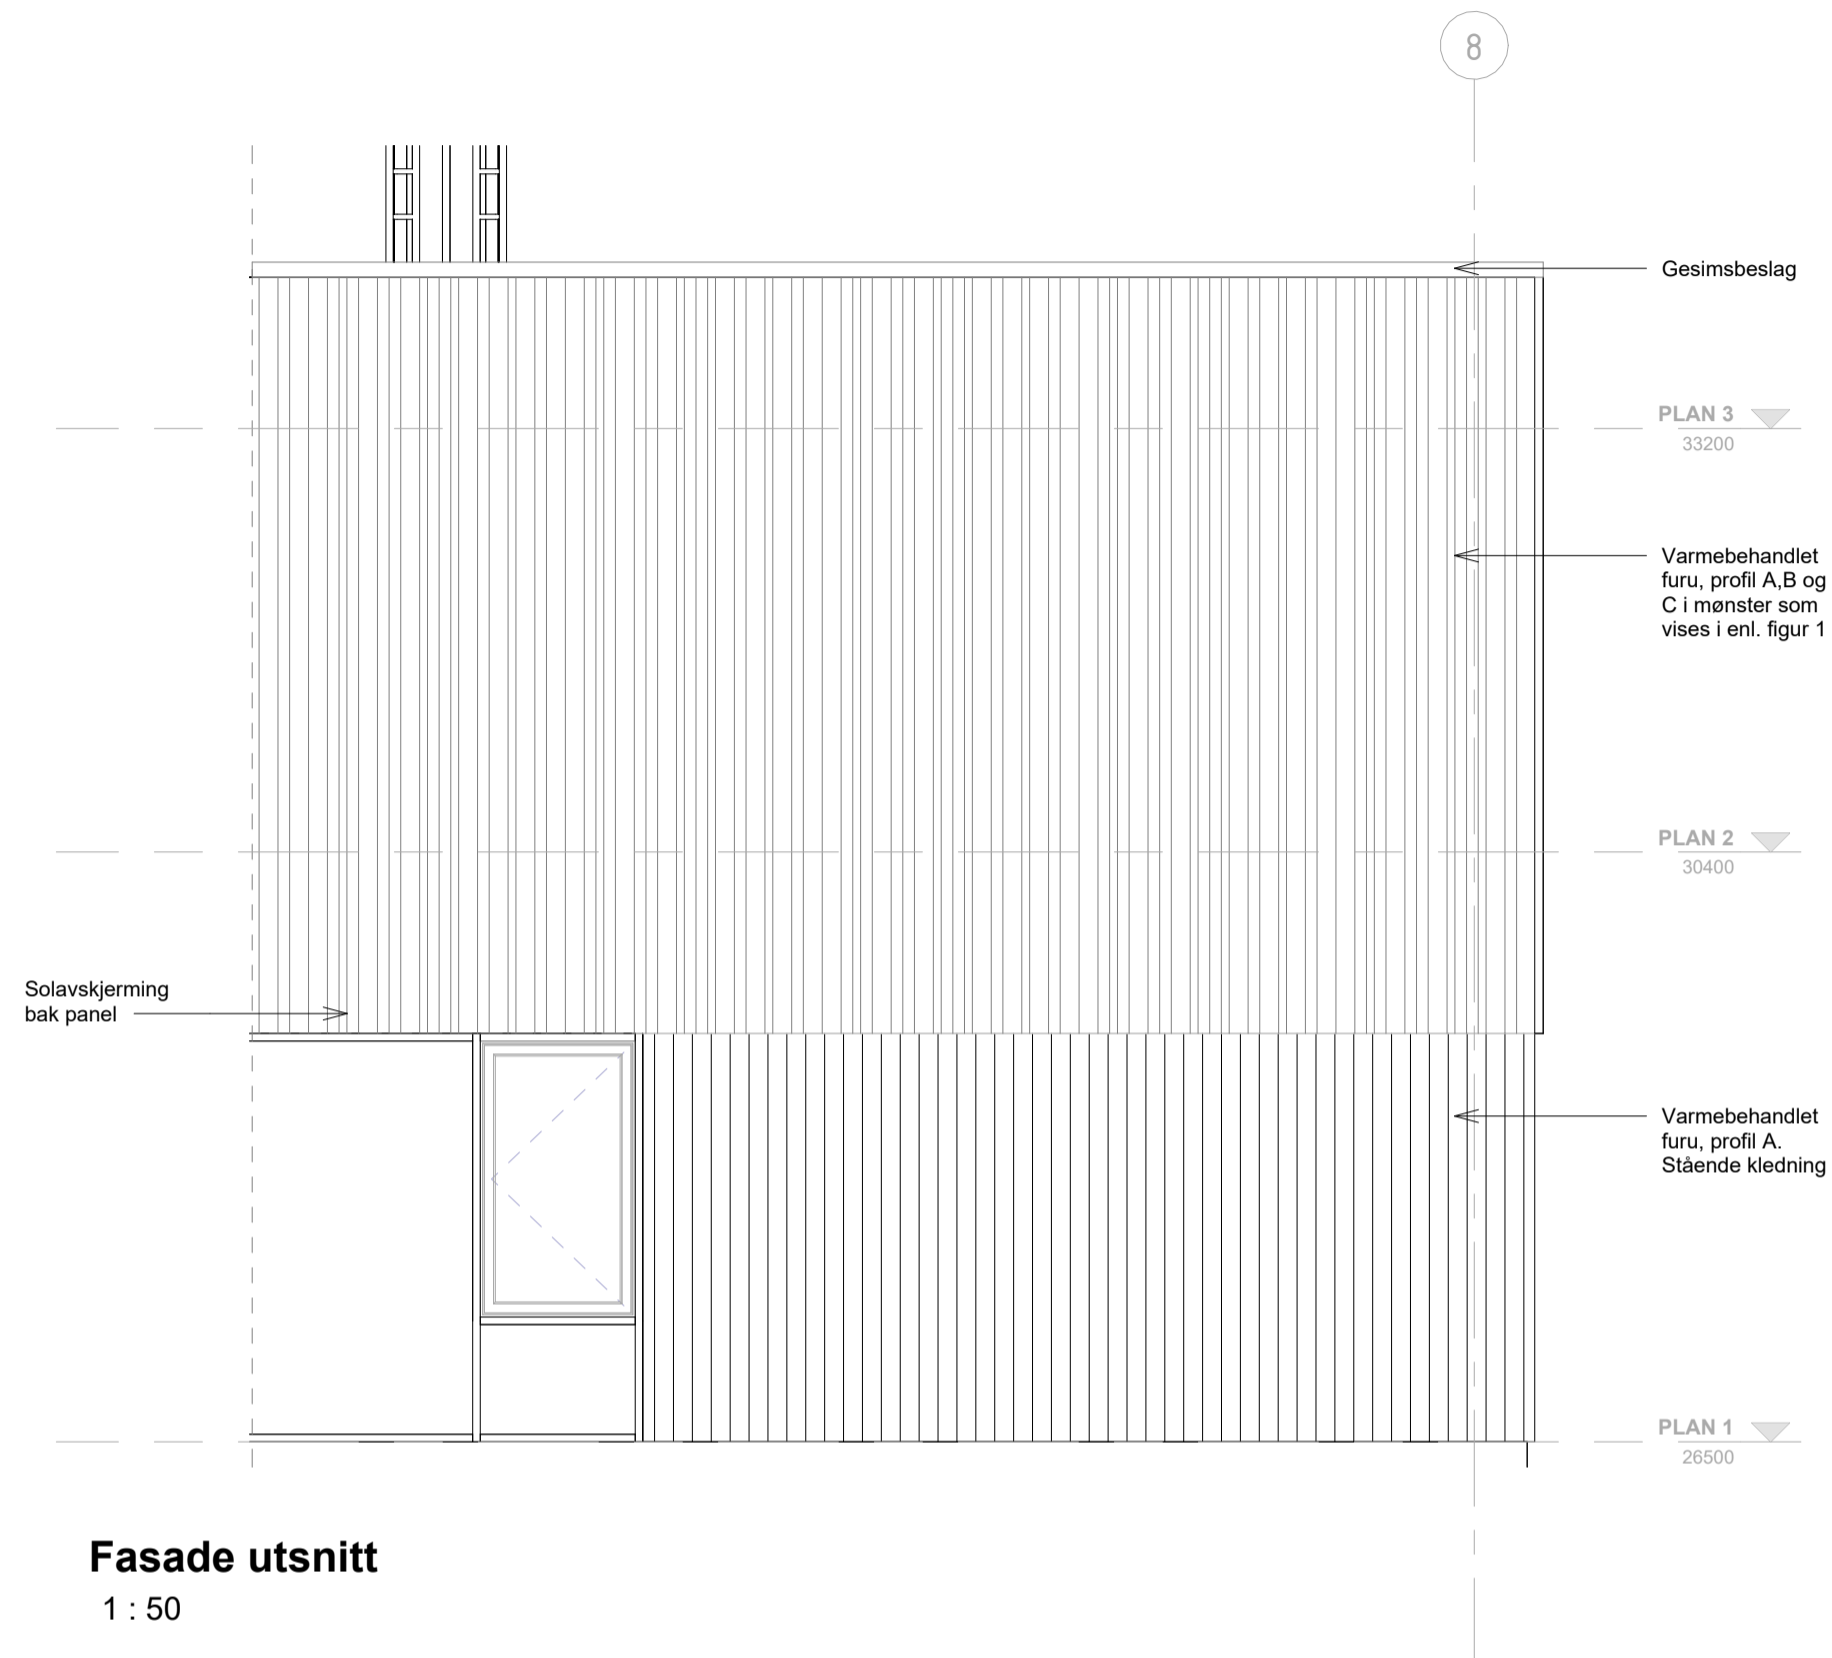 8
Gesimsbeslag
PLAN 3
33200
Varmebehandlet
furu, profil A,B og
C i mønster som
vises i enl. figur 1
PLAN 2
30400
Solavskjerming
bak panel
Varmebehandlet
furu, profil A.
Stående kledning
PLAN 1
26500
Fasade utsnitt
1 : 50